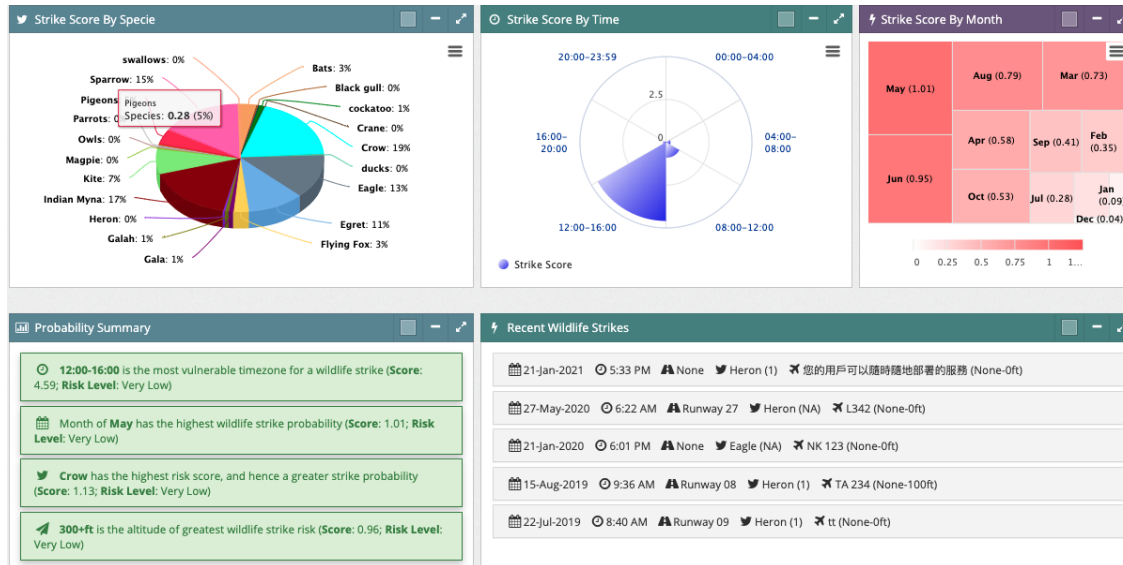 Strike Score By Specie
swallows: 0%
Sparrow: 15%
Pigeons
Parrots:
Owls: 0%
Magpie: 0%
Kite: 7%
Indian Myna: 17%
Heron: 0%
Galah: 1%
Gala: 1%
Bats: 3%
Black gull: 0%
cockatoo: 1%
Crane: 0%
Crow: 19%
ducks: 0%
Eagle: 13%
Egret: 11%
Flying Fox: 3%
Pigeons
Species: 0.28 (5%)
Strike Score By Time
20:00-23:59
00:00-04:00
2.5
0
16:00-
20:00
04:00-
08:00
12:00-16:00
08:00-12:00
Strike Score
Strike Score By Month
May (1.01)
Aug (0.79)
Mar (0.73)
Jun (0.95)
Apr (0.58)
Sep (0.41)
Feb
(0.35)
Oct (0.53)
Jul (0.28)
Jan
(0.09)
Dec (0.04)
0 0.25 0.5 0.75 1 1...
Probability Summary
12:00-16:00 is the most vulnerable timezone for a wildlife strike (Score:
4.59; Risk Level: Very Low)
Month of May has the highest wildlife strike probability (Score: 1.01; Risk
Level: Very Low)
Crow has the highest risk score, and hence a greater strike probability
(Score: 1.13; Risk Level: Very Low)
300+ft is the altitude of greatest wildlife strike risk (Score: 0.96; Risk Level:
Very Low)
Recent Wildlife Strikes
21-Jan-2021 5:33 PM None Heron (1) 您的用戶可以隨時隨地部署的服務 (None-0ft)
27-May-2020 6:22 AM Runway 27 Heron (NA) L342 (None-0ft)
21-Jan-2020 6:01 PM None Eagle (NA) NK 123 (None-0ft)
15-Aug-2019 9:36 AM Runway 08 Heron (1) TA 234 (None-100ft)
22-Jul-2019 8:40 AM Runway 09 Heron (1) tt (None-0ft)